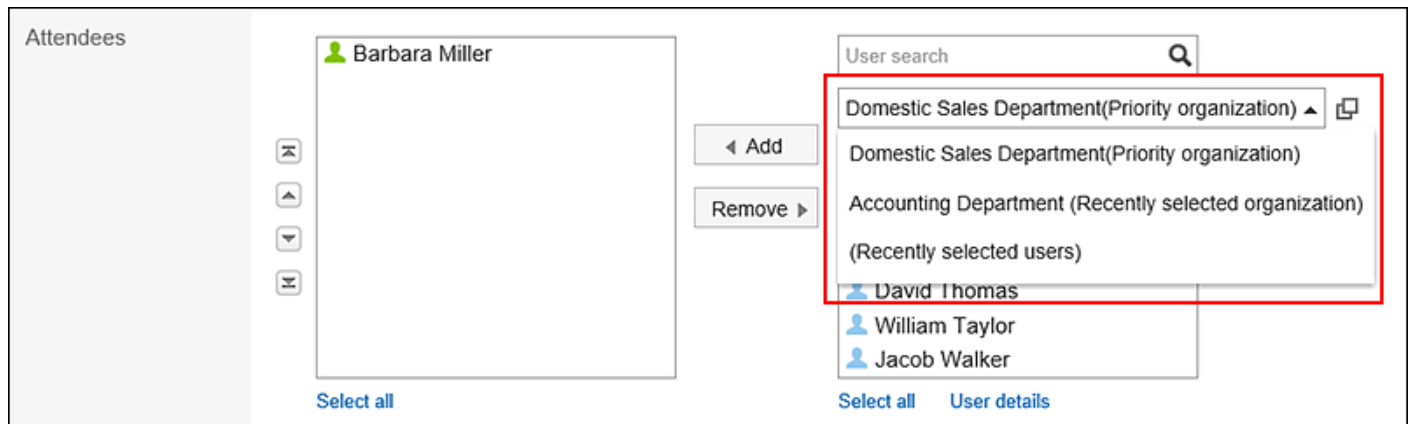 Attendees
Barbara Miller
Add
Remove
User search
Domestic Sales Department(Priority organization)
Domestic Sales Department(Priority organization)
Accounting Department (Recently selected organization)
(Recently selected users)
David Thomas
William Taylor
Jacob Walker
Select all
Select all User details